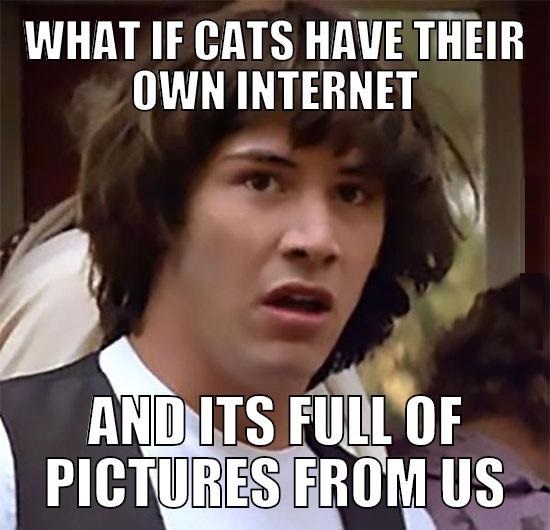 WHAT IF CATS HAVE THEIR
OWN INTERNET
AND ITS FULL OF
PICTURES FROM US